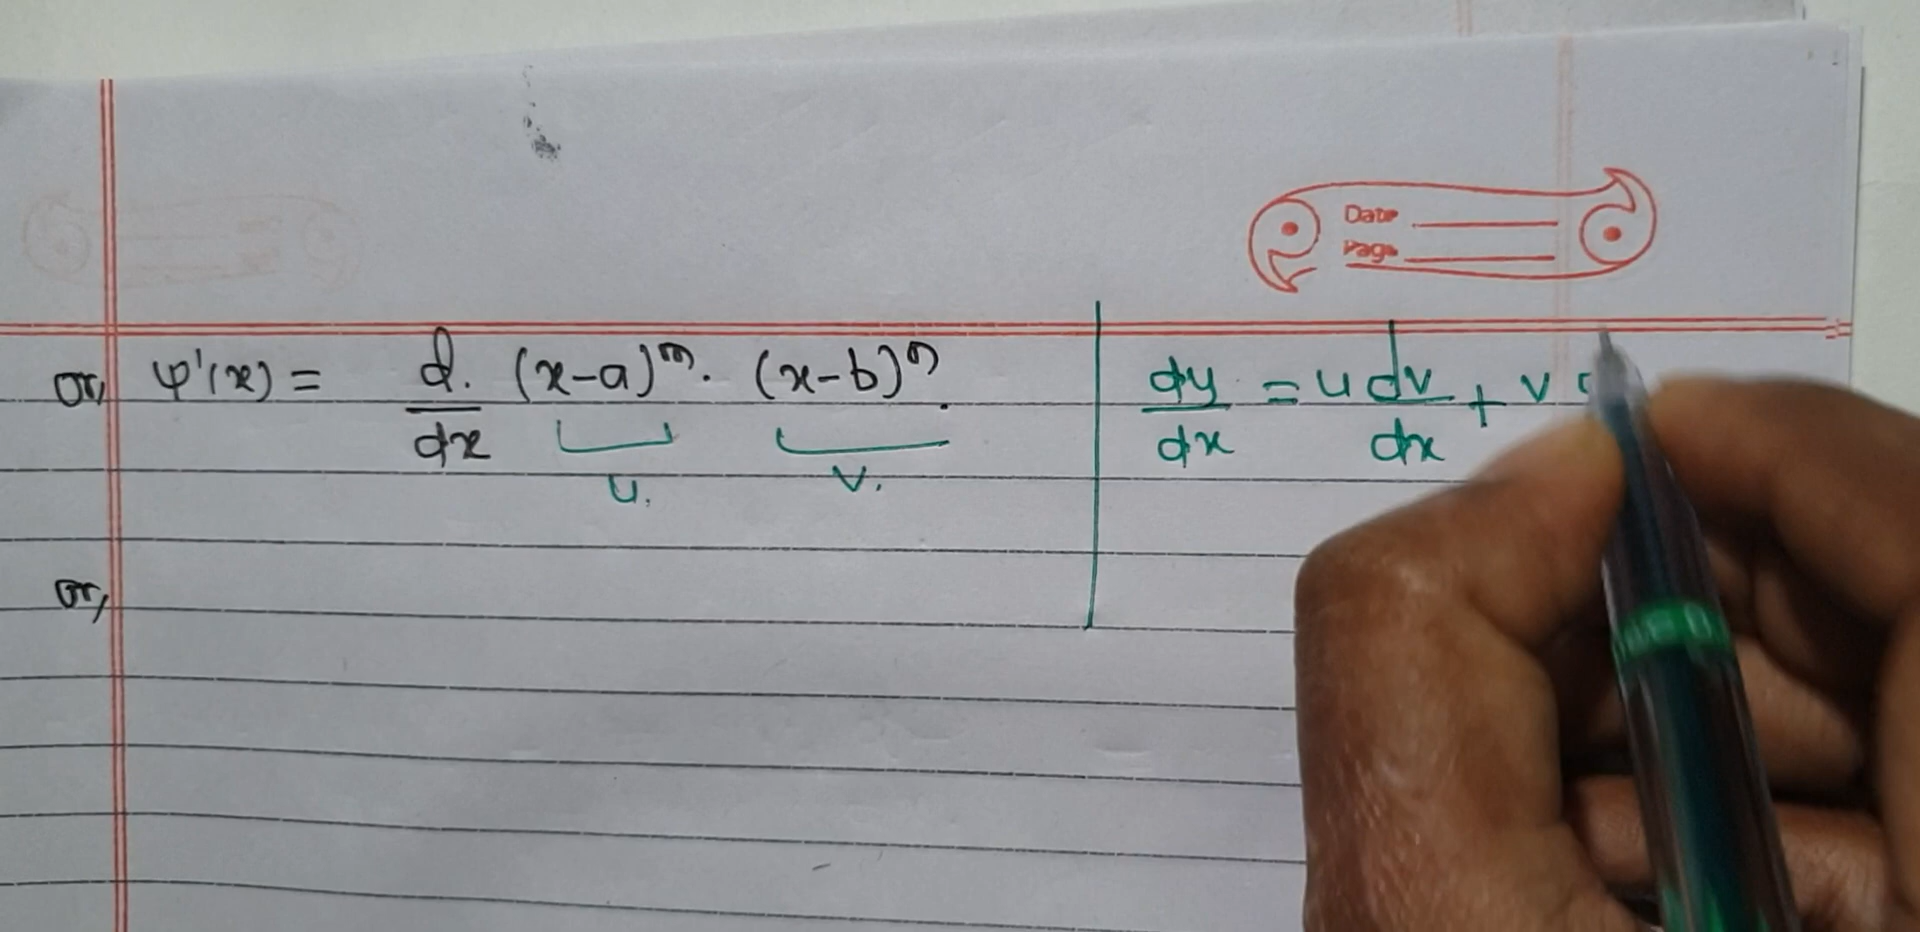 Date
Page
or, φ'(x) = d/dx (x-a)^m. (x-b)^n.
u. v.
dy/dx = u dv/dx + v
or,